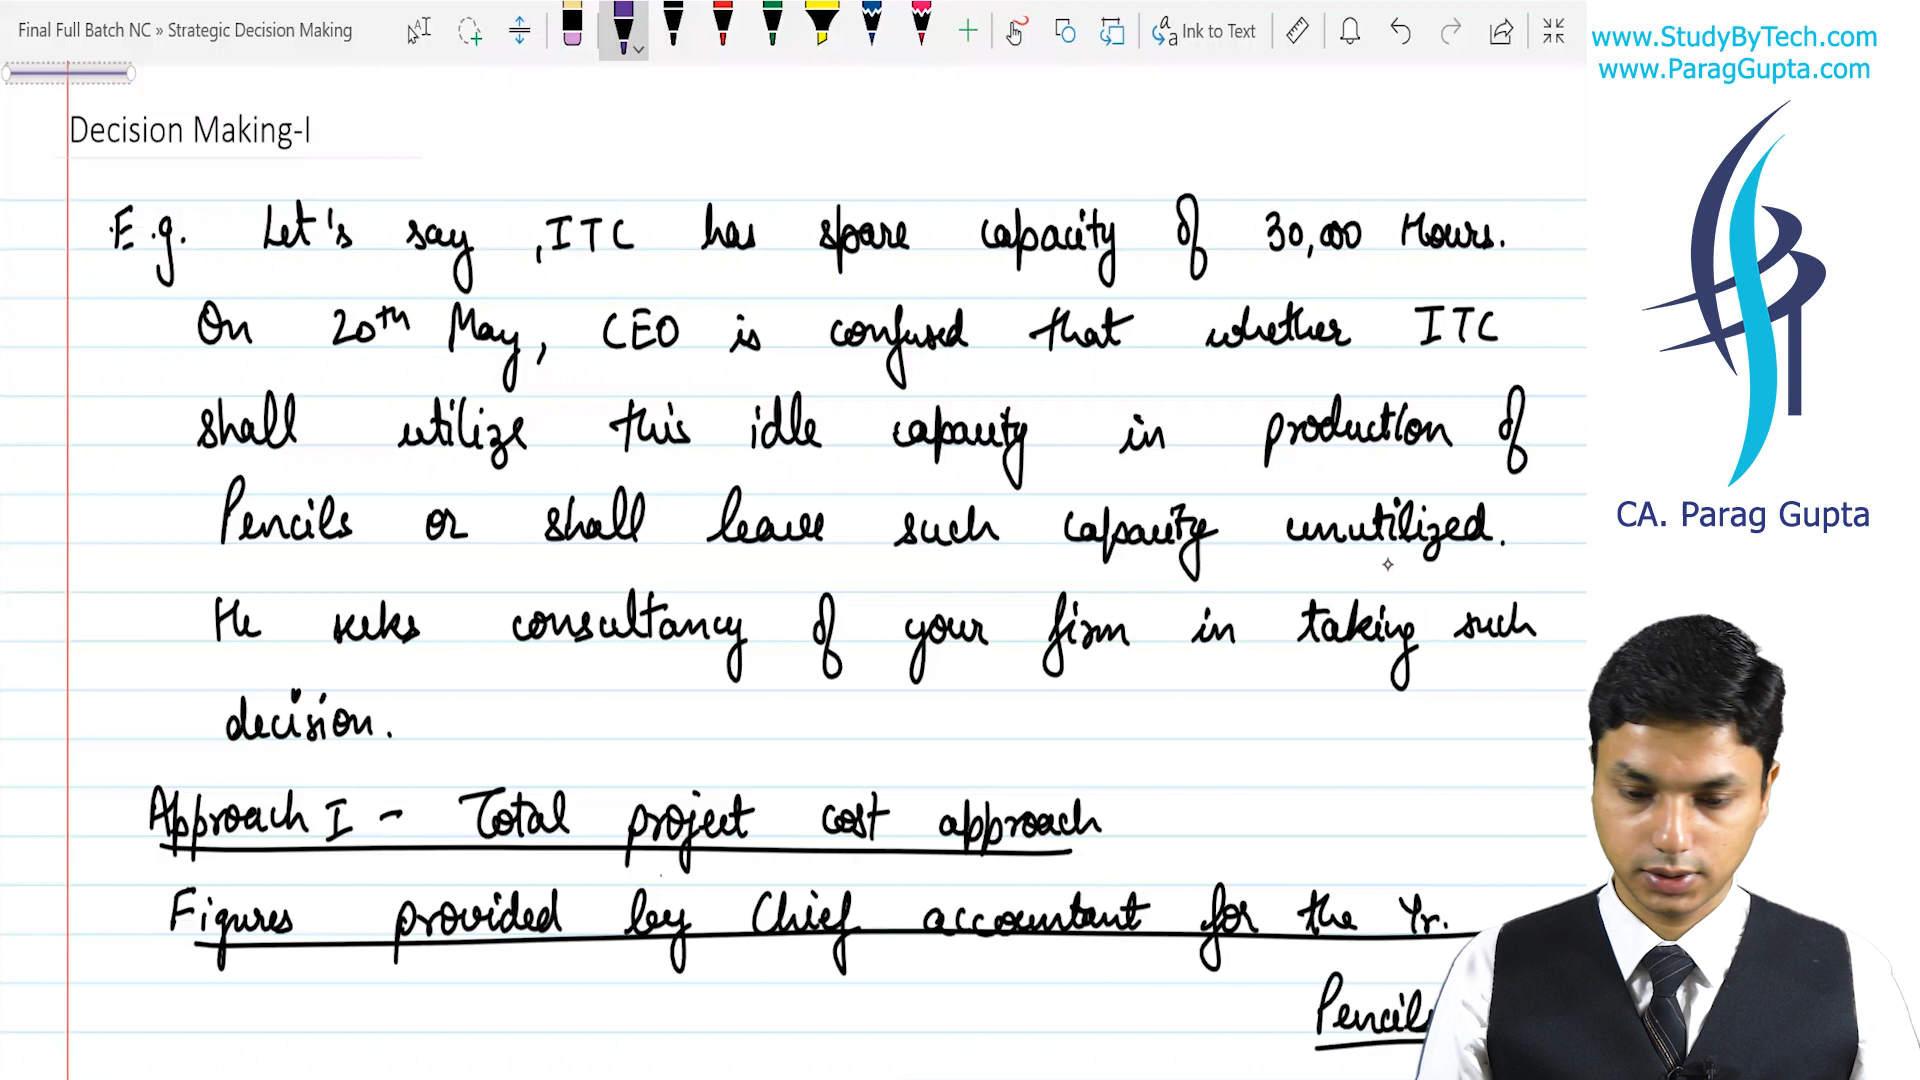 Final Full Batch NC » Strategic Decision Making
Ink to Text
www.StudyByTech.com
www.ParagGupta.com
Decision Making-I
E.g. Let's say, ITC has spare capacity of 30,000 Hours.
On 20th May, CEO is confused that whether ITC
shall utilize this idle capacity in production of
Pencils or shall leave such capacity unutilized.
CA. Parag Gupta
He seeks consultancy of your firm in taking such
decision.
Approach I - Total project cost approach
Figures provided by Chief accountant for the Yr.
Pencils